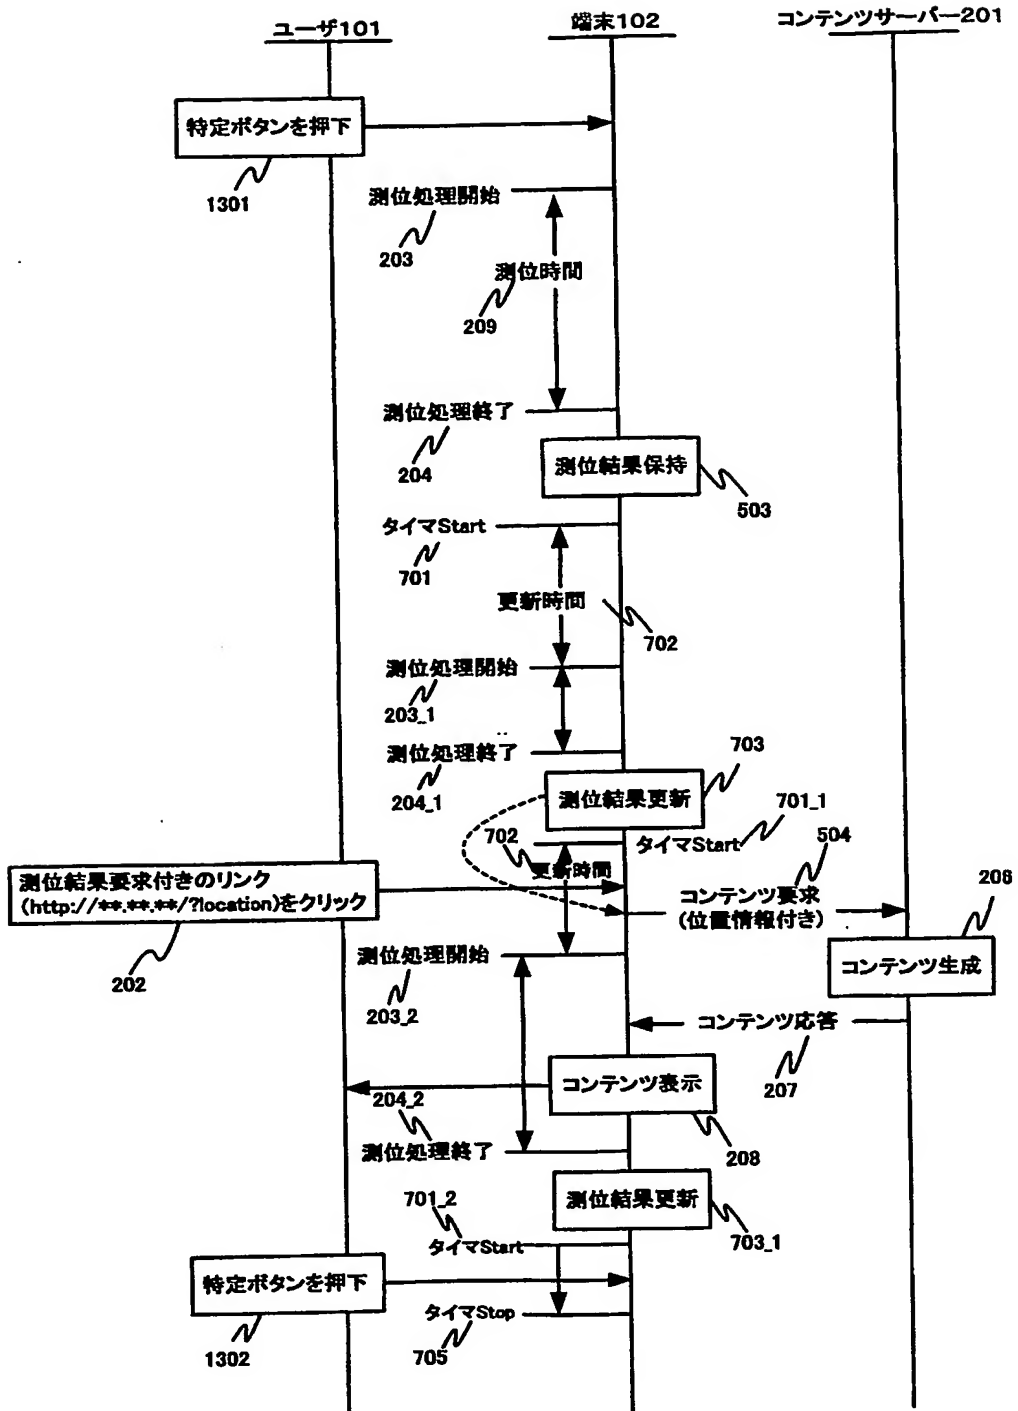 ユーザ101
端末102
コンテンツサーバー201
特定ボタンを押下
1301
測位処理開始
203
測位時間
209
測位処理終了
204
測位結果保持
503
タイマStart
701
更新時間
702
測位処理開始
203_1
測位処理終了
204_1
703
測位結果更新
701_1
702
タイマStart
504
更新時間
測位結果要求付きのリンク
(http://**.**.**/?location)をクリック
202
コンテンツ要求
(位置情報付き)
206
コンテンツ生成
測位処理開始
203_2
コンテンツ応答
207
コンテンツ表示
208
204_2
測位処理終了
測位結果更新
703_1
701_2
タイマStart
特定ボタンを押下
1302
タイマStop
705